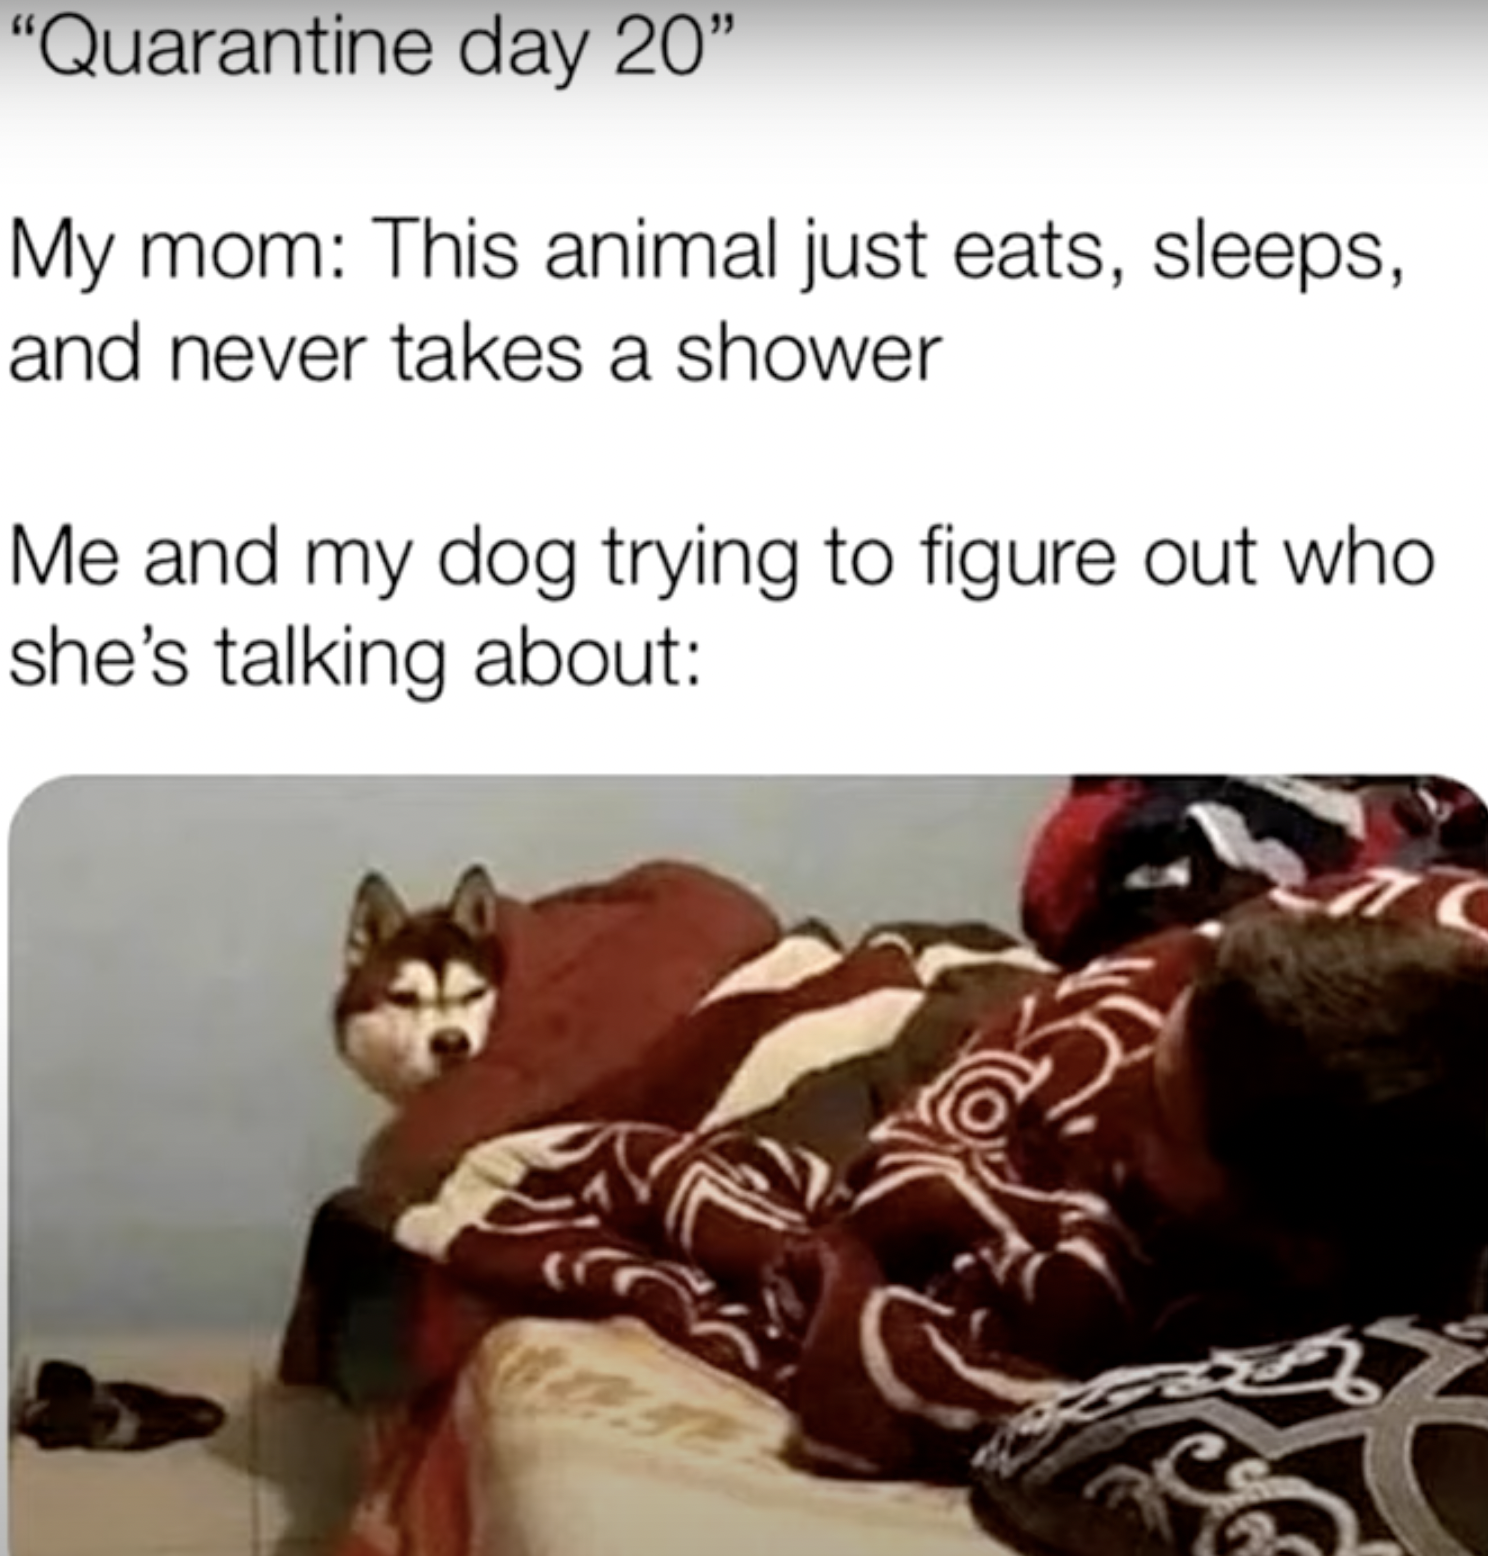 “Quarantine day 20”
My mom: This animal just eats, sleeps,
and never takes a shower
Me and my dog trying to figure out who
she’s talking about: